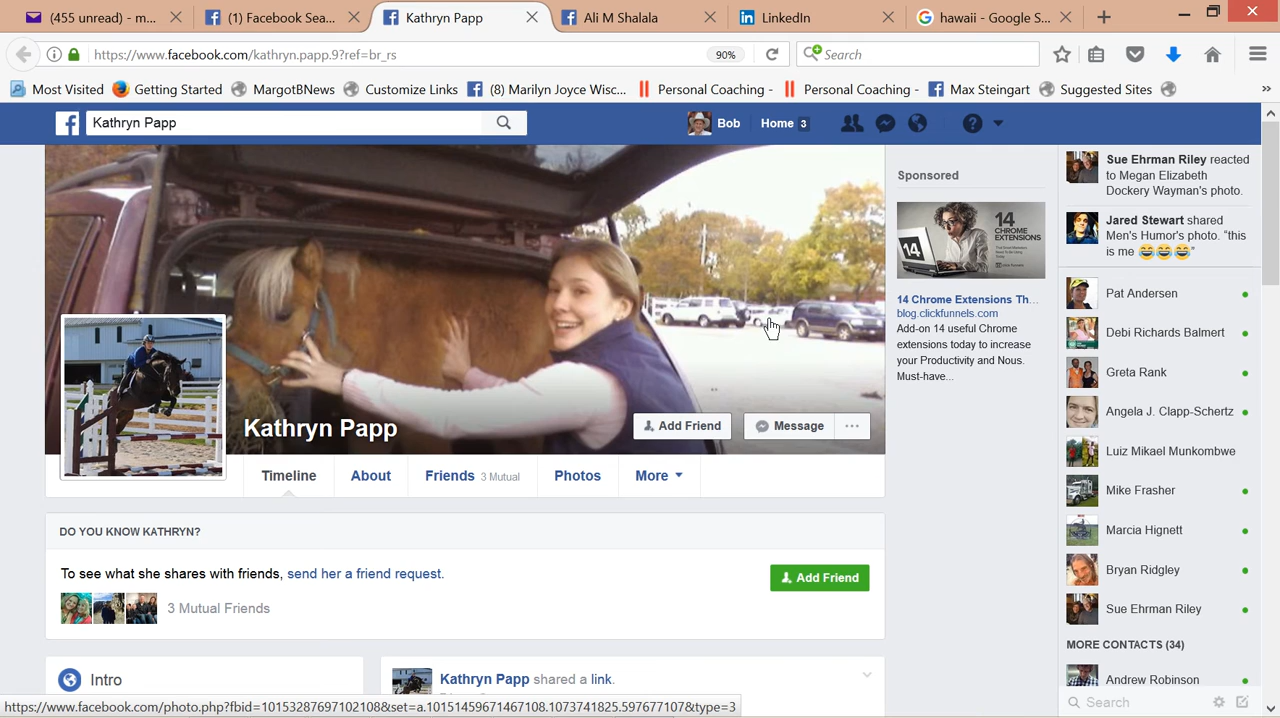 (455 unread) - m...
(1) Facebook Sea...
Kathryn Papp
Ali M Shalala
LinkedIn
hawaii - Google S...
https://www.facebook.com/kathryn.papp.9?ref=br_rs
90%
Search
Most Visited
Getting Started
MargotBNews
Customize Links
(8) Marilyn Joyce Wisc...
Personal Coaching -
Personal Coaching -
Max Steingart
Suggested Sites
Kathryn Papp
Bob
Home 3
Kathryn Papp
Add Friend
Message
Timeline
About
Friends 3 Mutual
Photos
More
DO YOU KNOW KATHRYN?
To see what she shares with friends, send her a friend request.
Add Friend
3 Mutual Friends
Intro
Kathryn Papp shared a link.
Sponsored
14
CHROME
EXTENSIONS
14
14 Chrome Extensions Th...
blog.clickfunnels.com
Add-on 14 useful Chrome
extensions today to increase
your Productivity and Nous.
Must-have...
Sue Ehrman Riley reacted
to Megan Elizabeth
Dockery Wayman's photo.
Jared Stewart shared
Men's Humor's photo. "this
is me 😂😂😂"
Pat Andersen
Debi Richards Balmert
Greta Rank
Angela J. Clapp-Schertz
Luiz Mikael Munkombwe
Mike Frasher
Marcia Hignett
Bryan Ridgley
Sue Ehrman Riley
MORE CONTACTS (34)
Andrew Robinson
Search
https://www.facebook.com/photo.php?fbid=10153287697102108&set=a.10151459671467108.1073741825.597677107&type=3